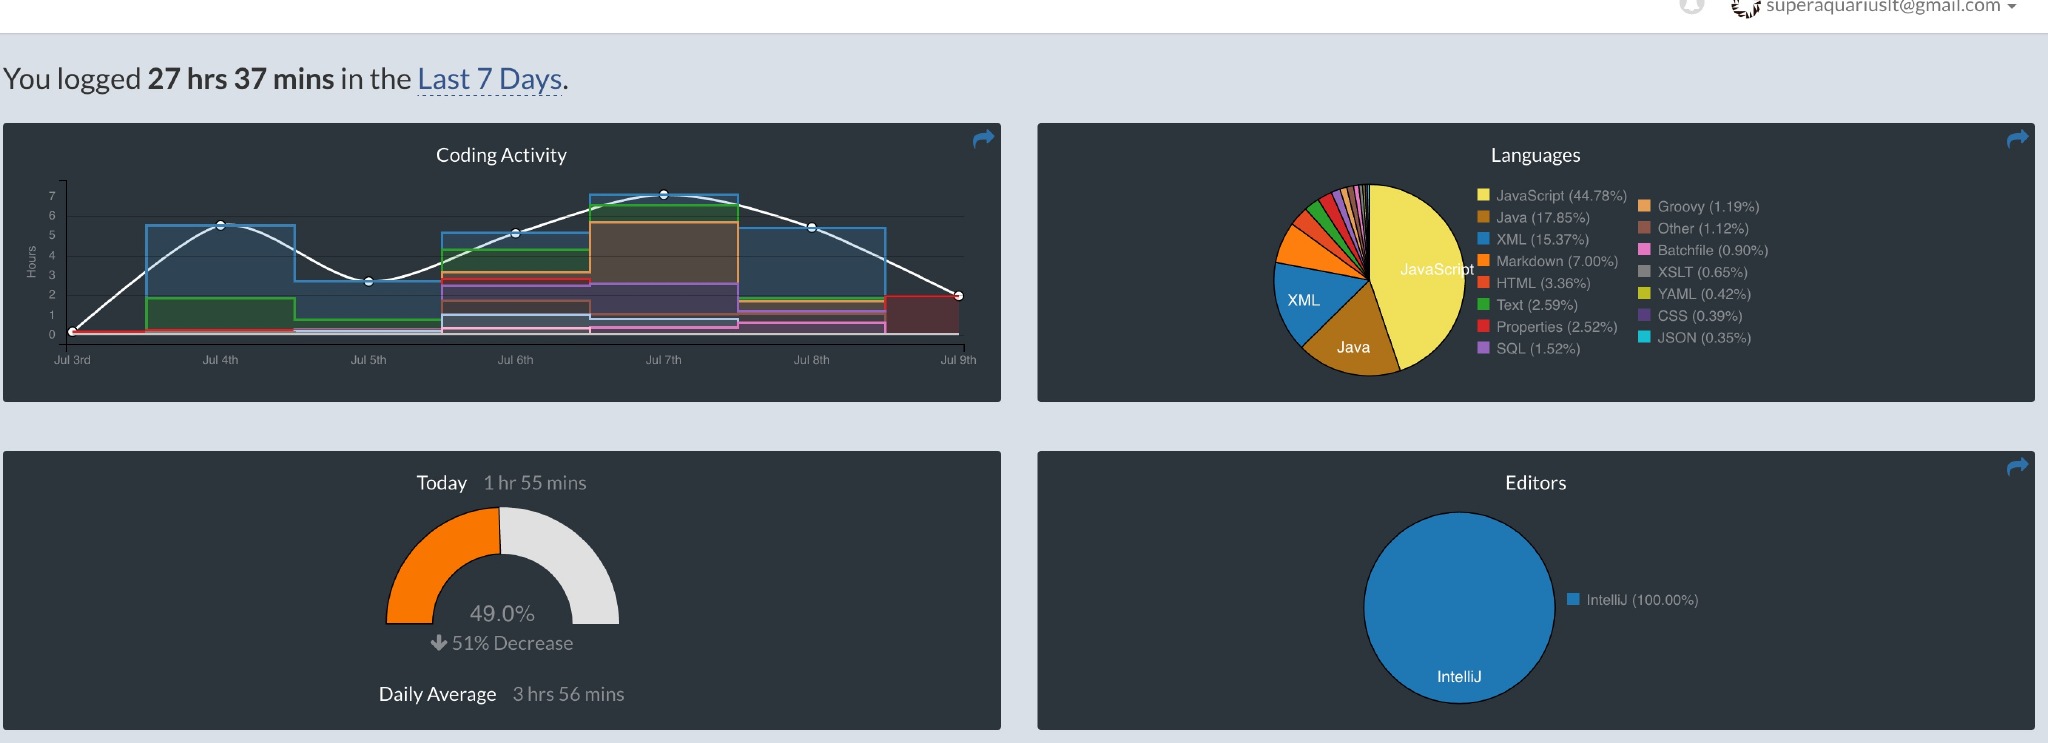 superaquariuslt@gmail.com
You logged 27 hrs 37 mins in the Last 7 Days.
Coding Activity
7
6
5
4
3
2
1
0
Hours
Jul 3rd Jul 4th Jul 5th Jul 6th Jul 7th Jul 8th Jul 9th
Languages
JavaScript
XML
Java
JavaScript (44.78%)
Java (17.85%)
XML (15.37%)
Markdown (7.00%)
HTML (3.36%)
Text (2.59%)
Properties (2.52%)
SQL (1.52%)
Groovy (1.19%)
Other (1.12%)
Batchfile (0.90%)
XSLT (0.65%)
YAML (0.42%)
CSS (0.39%)
JSON (0.35%)
Today 1 hr 55 mins
49.0%
51% Decrease
Daily Average 3 hrs 56 mins
Editors
IntelliJ
IntelliJ (100.00%)